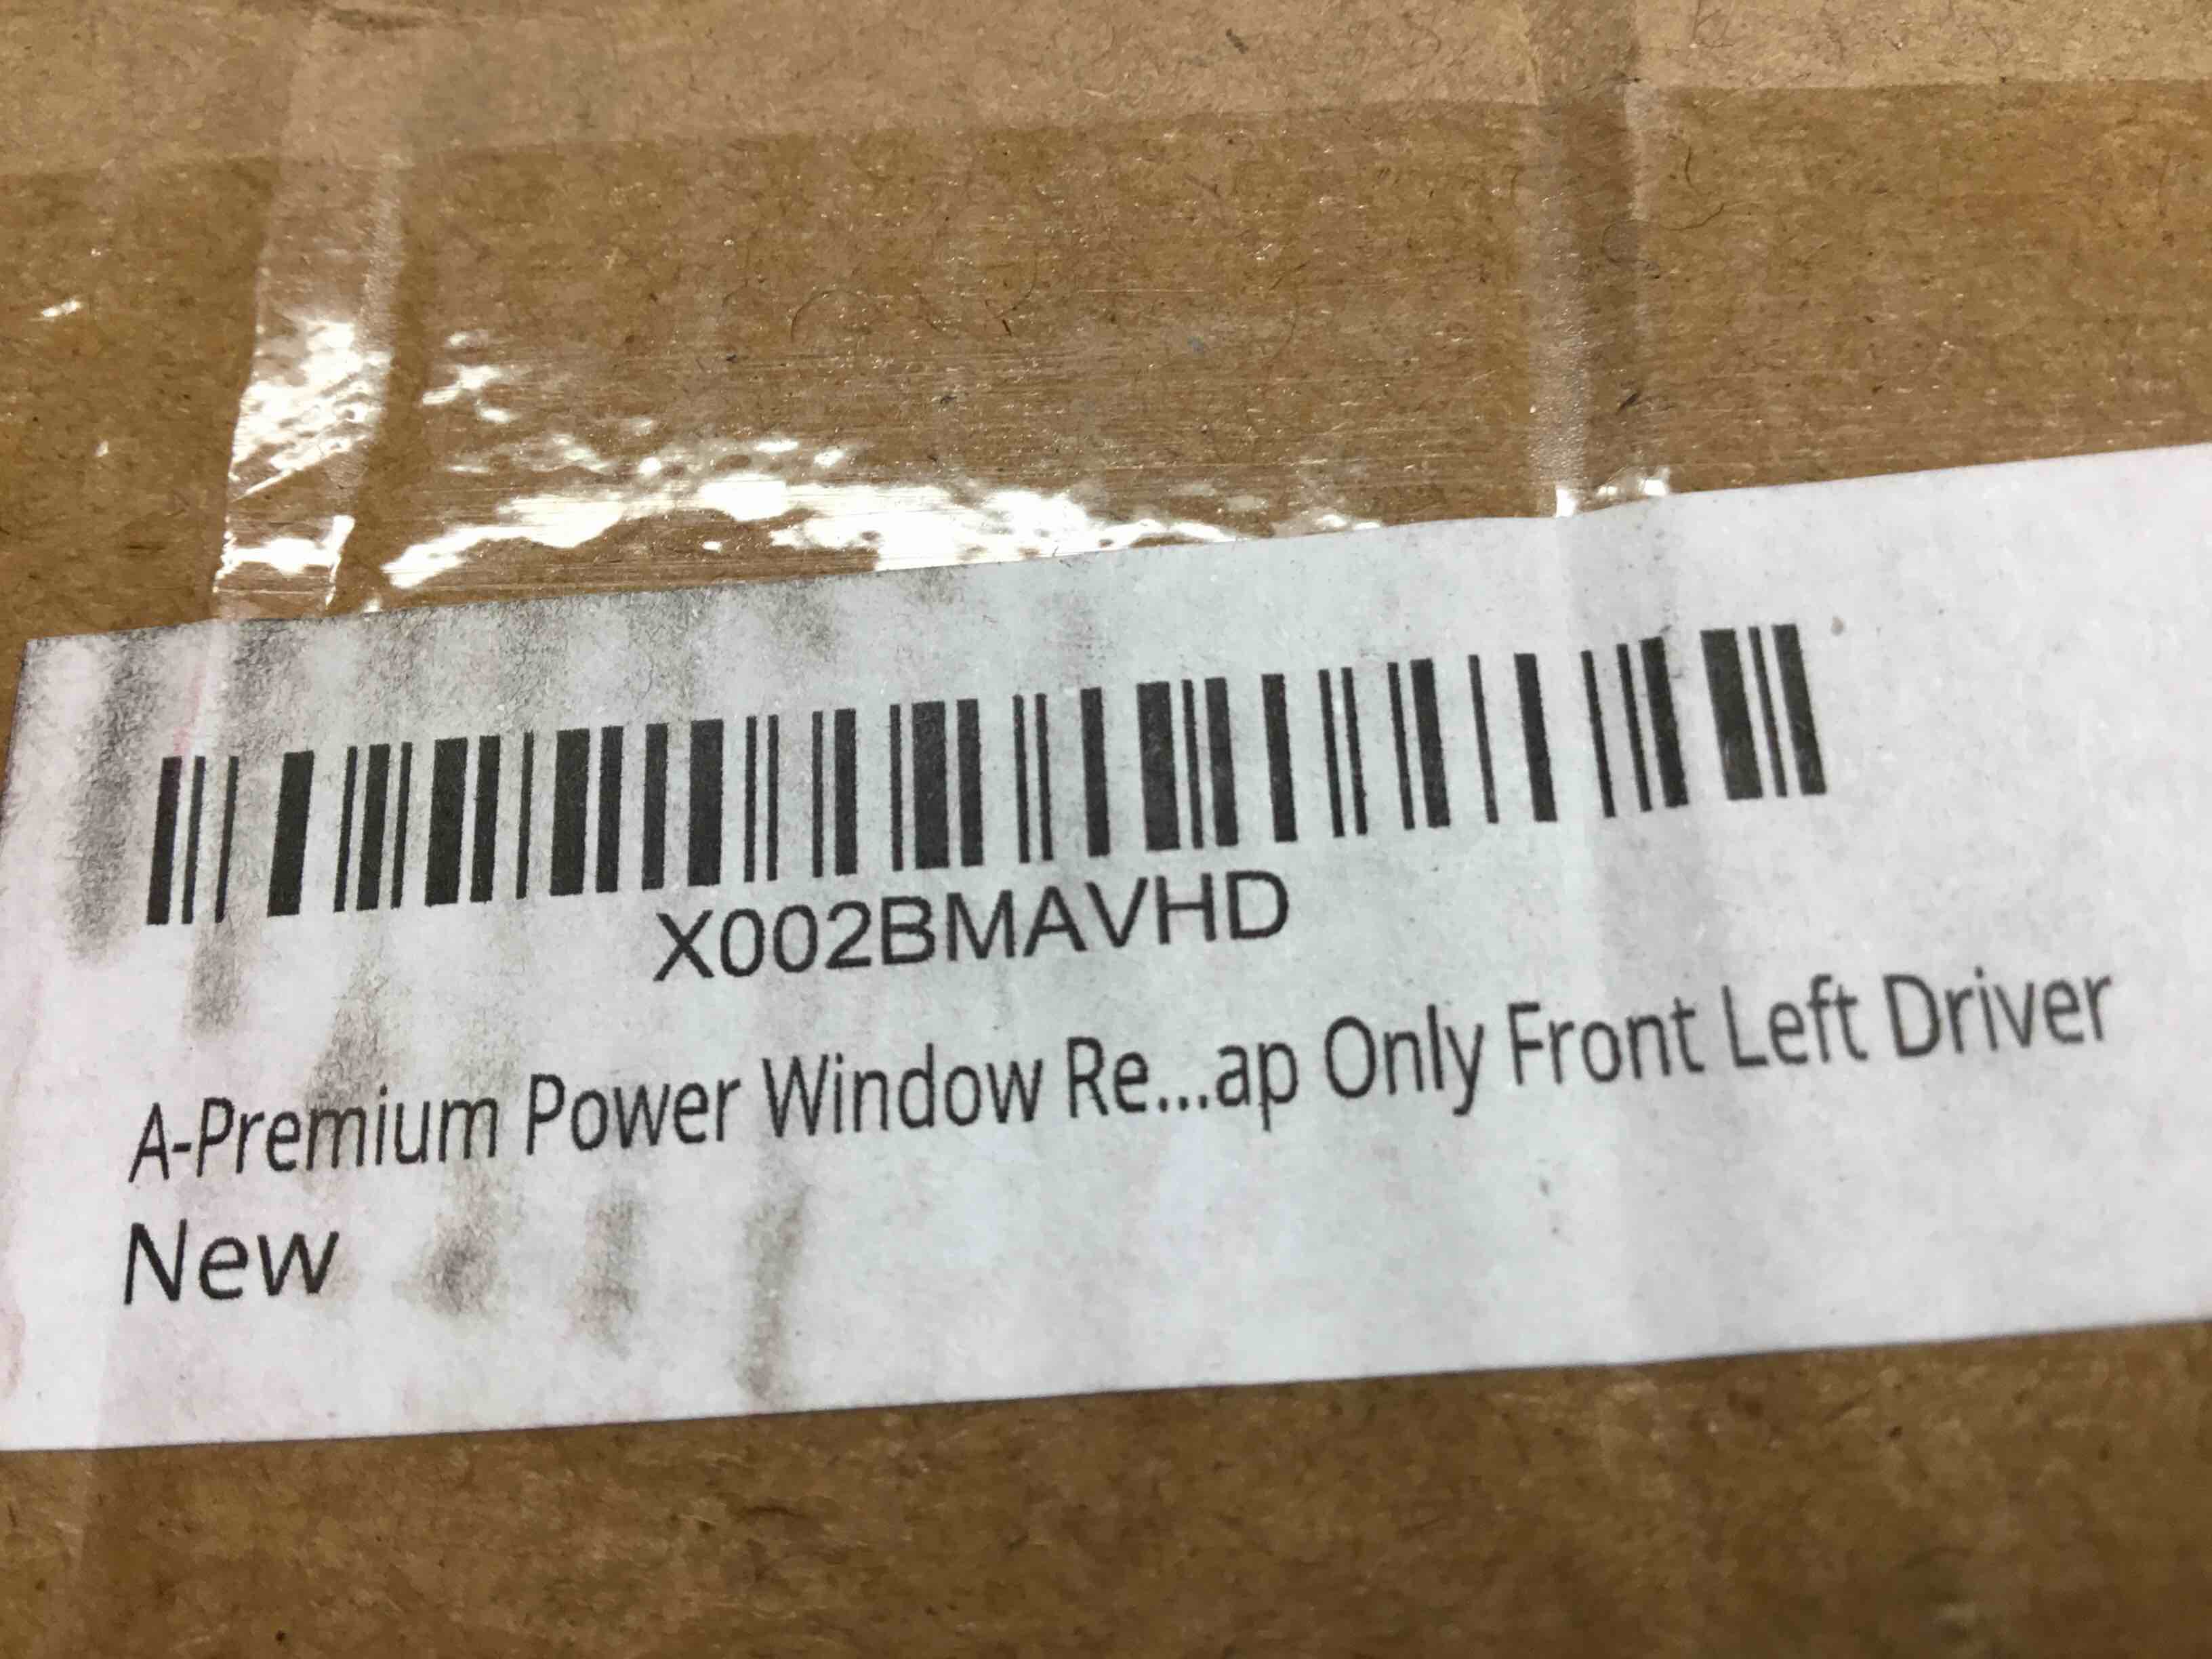 X002BMAVHD
A-Premium Power Window Re...ap Only Front Left Driver
New